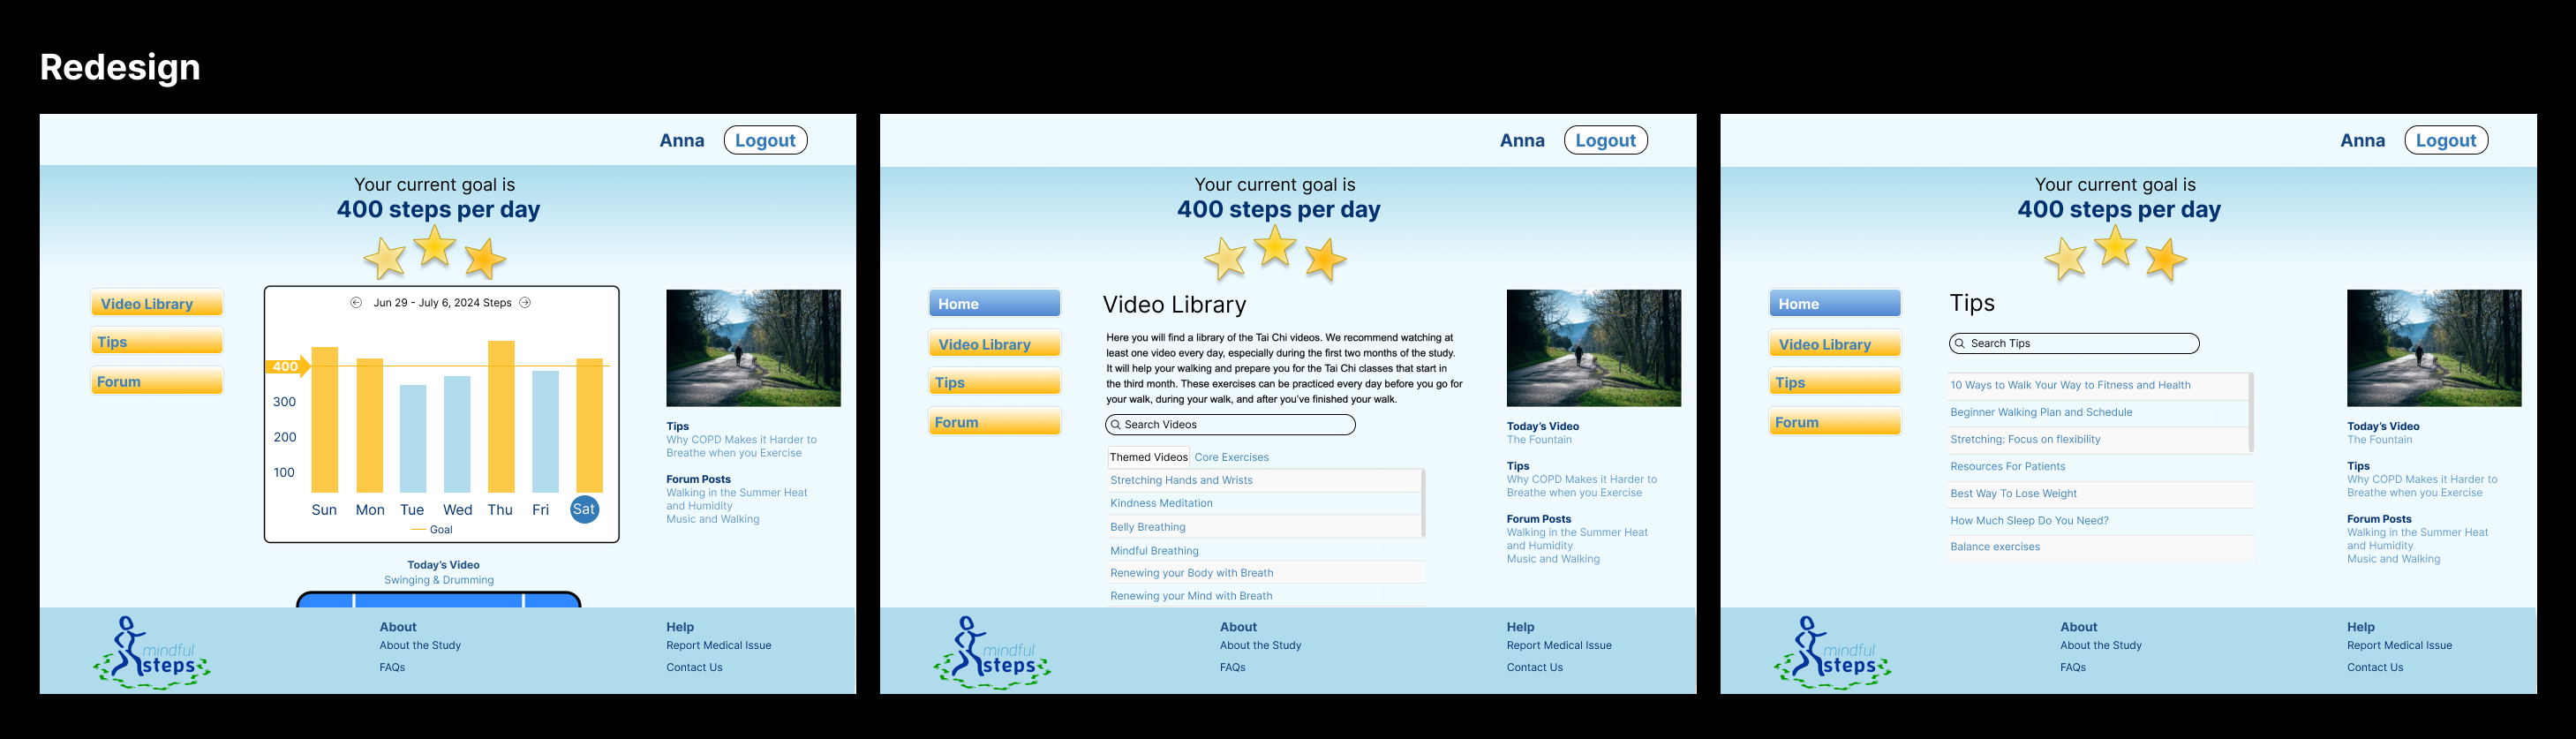 Redesign
Anna
Logout
Your current goal is
400 steps per day
Video Library
Tips
Forum
Jun 29 - July 6, 2024 Steps
400
300
200
100
Sun Mon Tue Wed Thu Fri Sat
Goal
Today's Video
Swinging & Drumming
Tips
Why COPD Makes it Harder to
Breathe when you Exercise
Forum Posts
Walking in the Summer Heat
and Humidity
Music and Walking
mindful
steps
About
About the Study
FAQs
Help
Report Medical Issue
Contact Us
Anna
Logout
Your current goal is
400 steps per day
Home
Video Library
Tips
Forum
Video Library
Here you will find a library of the Tai Chi videos. We recommend watching at
least one video every day, especially during the first two months of the study.
It will help your walking and prepare you for the Tai Chi classes that start in
the third month. These exercises can be practiced every day before you go for
your walk, during your walk, and after you've finished your walk.
Search Videos
Themed Videos Core Exercises
Stretching Hands and Wrists
Kindness Meditation
Belly Breathing
Mindful Breathing
Renewing your Body with Breath
Renewing your Mind with Breath
Today's Video
The Fountain
Tips
Why COPD Makes it Harder to
Breathe when you Exercise
Forum Posts
Walking in the Summer Heat
and Humidity
Music and Walking
mindful
steps
About
About the Study
FAQs
Help
Report Medical Issue
Contact Us
Anna
Logout
Your current goal is
400 steps per day
Home
Video Library
Tips
Forum
Tips
Search Tips
10 Ways to Walk Your Way to Fitness and Health
Beginner Walking Plan and Schedule
Stretching: Focus on flexibility
Resources For Patients
Best Way To Lose Weight
How Much Sleep Do You Need?
Balance exercises
Today's Video
The Fountain
Tips
Why COPD Makes it Harder to
Breathe when you Exercise
Forum Posts
Walking in the Summer Heat
and Humidity
Music and Walking
mindful
steps
About
About the Study
FAQs
Help
Report Medical Issue
Contact Us